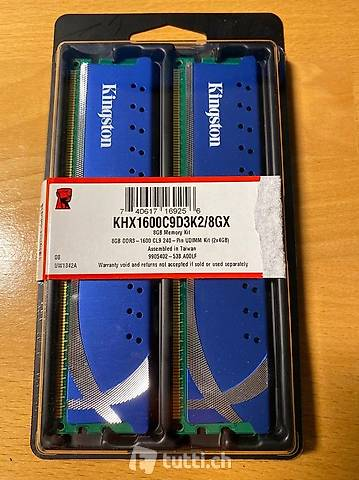 Kingston
Kingston
7 40617 16925 6
KHX1600C9D3K2/8GX
8GB Memory Kit
8GB DDR3-1600 CL9 240-Pin UDIMM Kit (2x4GB)
Assembled in Taiwan
9905402-538.A00LF
Warranty void and returns not accepted if sold or used separately
tutti.ch